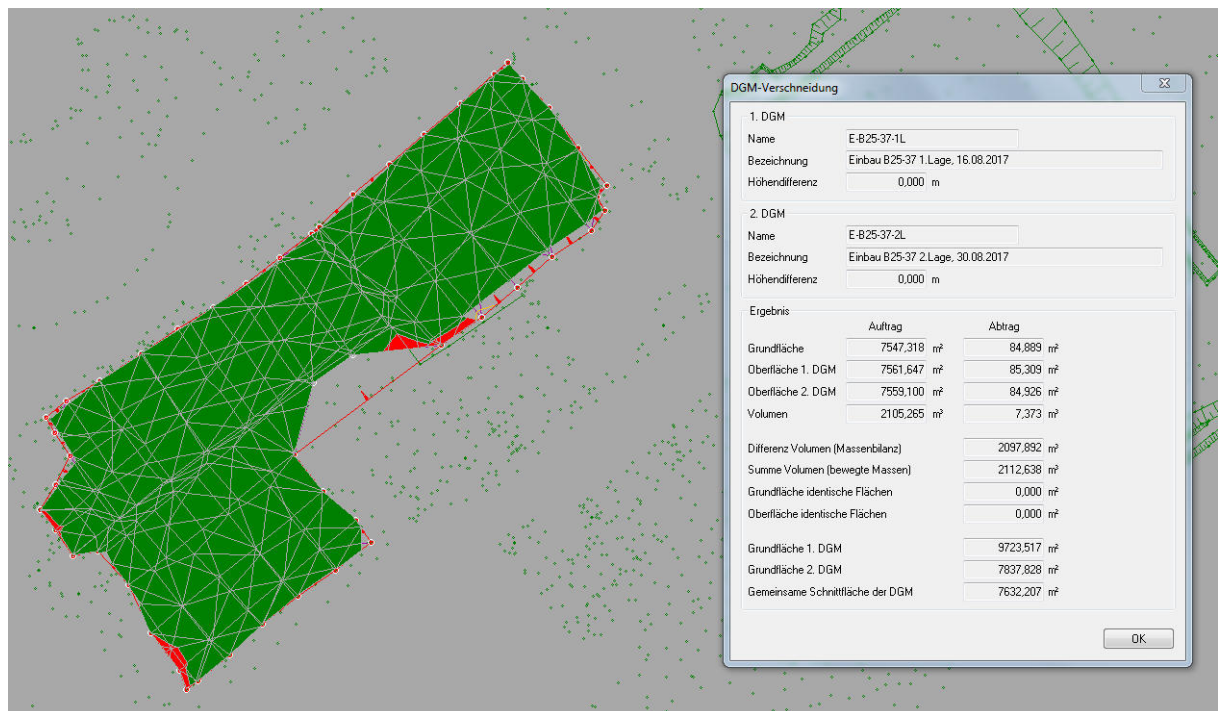 DGM-Verschneidung
1. DGM
Name E-B25-37-1L
Bezeichnung Einbau B25-37 1.Lage, 16.08.2017
Höhendifferenz 0,000 m
2. DGM
Name E-B25-37-2L
Bezeichnung Einbau B25-37 2.Lage, 30.08.2017
Höhendifferenz 0,000 m
Ergebnis
Auftrag Abtrag
Grundfläche 7547,318 m² 84,889 m²
Oberfläche 1. DGM 7561,647 m² 85,309 m²
Oberfläche 2. DGM 7559,100 m² 84,926 m²
Volumen 2105,265 m³ 7,373 m³
Differenz Volumen (Massenbilanz) 2097,892 m³
Summe Volumen (bewegte Massen) 2112,638 m³
Grundfläche identische Flächen 0,000 m²
Oberfläche identische Flächen 0,000 m²
Grundfläche 1. DGM 9723,517 m²
Grundfläche 2. DGM 7837,828 m²
Gemeinsame Schnittfläche der DGM 7632,207 m²
OK